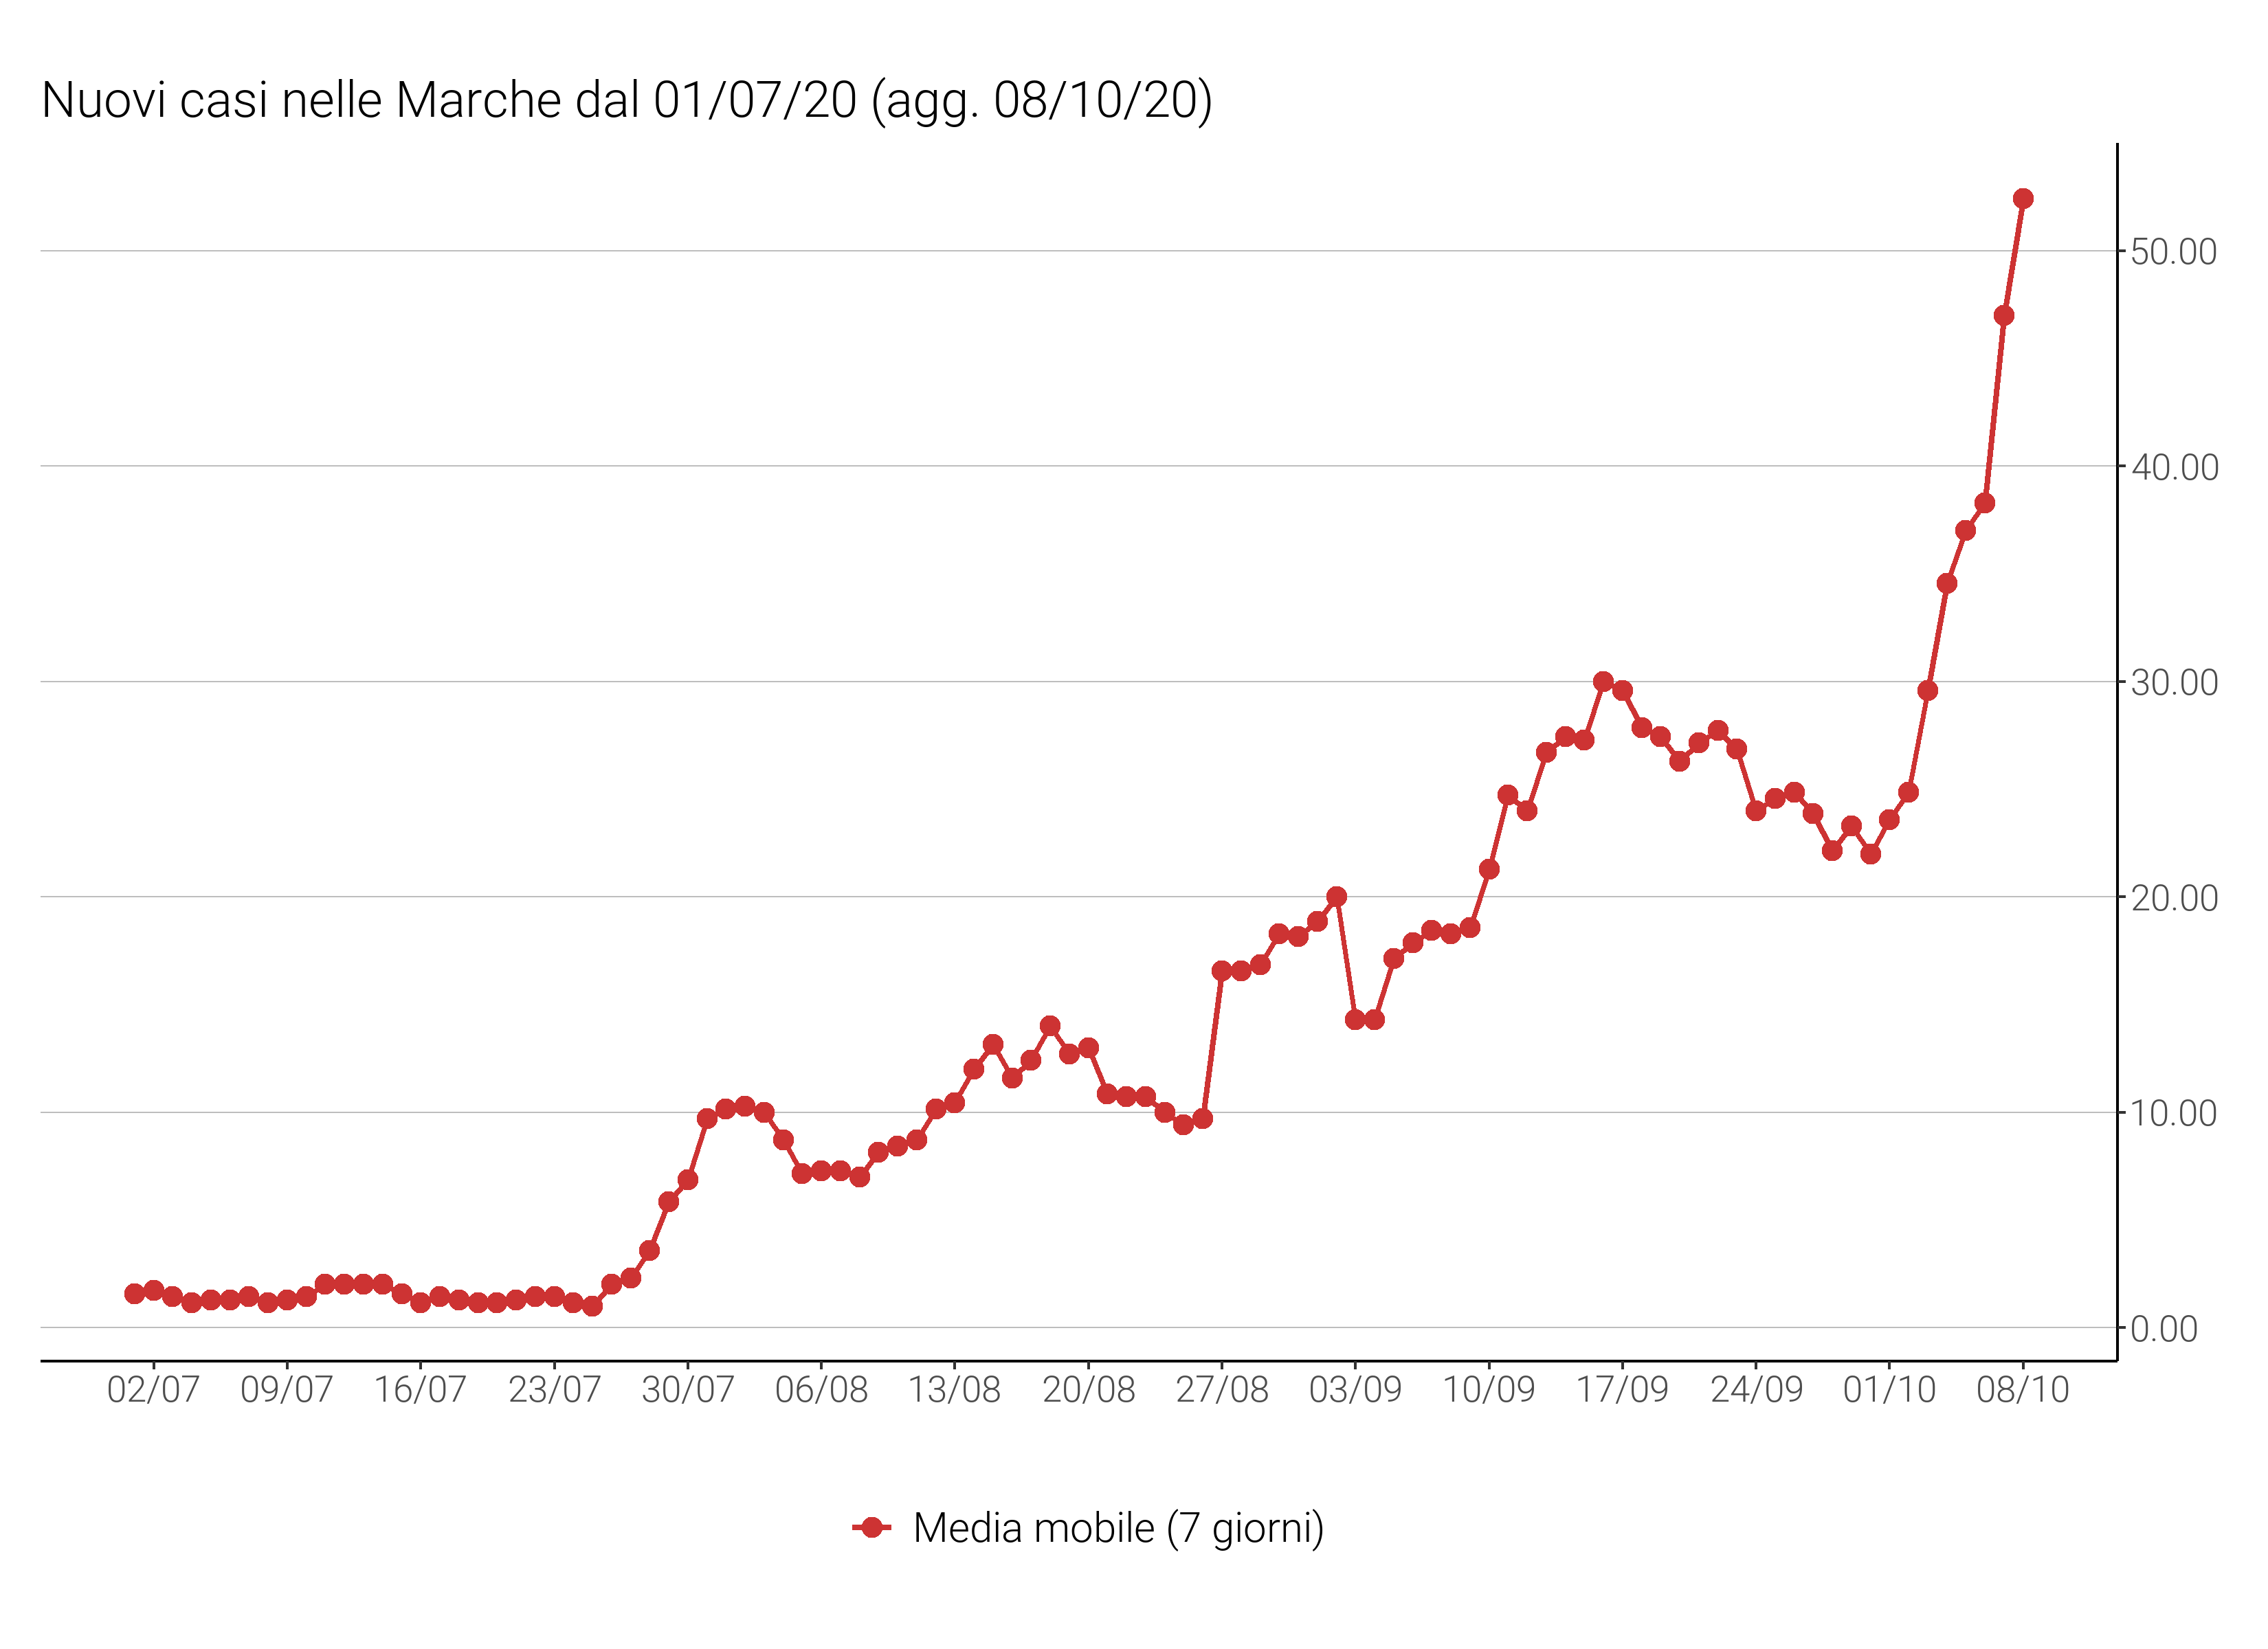 Nuovi casi nelle Marche dal 01/07/20 (agg. 08/10/20)
50.00
40.00
30.00
20.00
10.00
0.00
02/07 09/07 16/07 23/07 30/07 06/08 13/08 20/08 27/08 03/09 10/09 17/09 24/09 01/10 08/10
Media mobile (7 giorni)